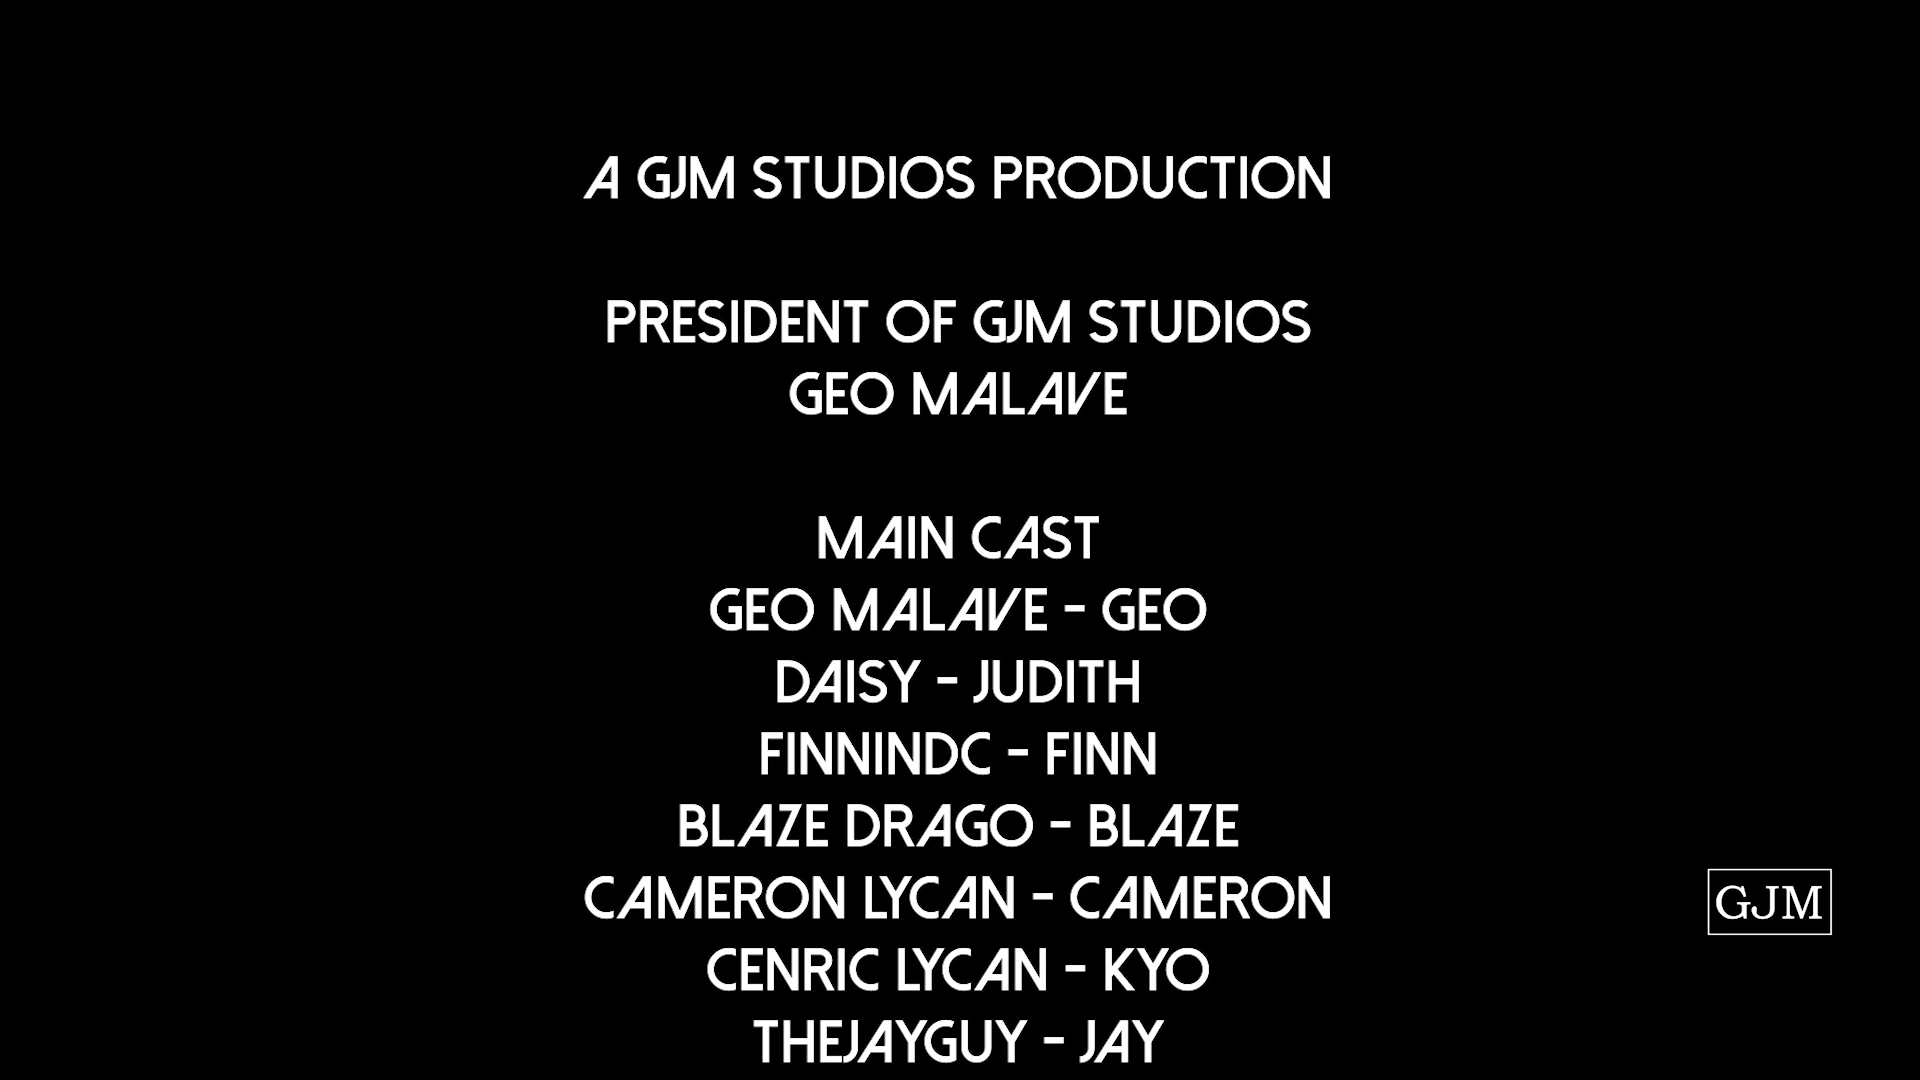 A GJM STUDIOS PRODUCTION
PRESIDENT OF GJM STUDIOS
GEO MALAVE
MAIN CAST
GEO MALAVE - GEO
DAISY - JUDITH
FINNINDC - FINN
BLAZE DRAGO - BLAZE
CAMERON LYCAN - CAMERON
CENRIC LYCAN - KYO
THEJAYGUY - JAY
GJM